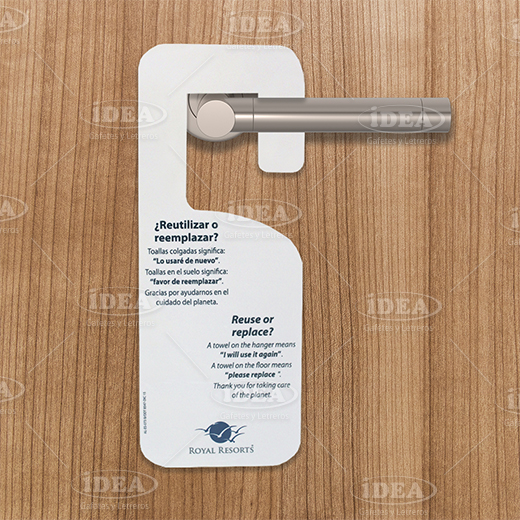 ¿Reutilizar o
reemplazar?
Toallas colgadas significa:
“Lo usaré de nuevo”.
Toallas en el suelo significa:
“favor de reemplazar”.
Gracias por ayudarnos en el
cuidado del planeta.
Reuse or
replace?
A towel on the hanger means
“I will use it again”.
A towel on the floor means
“please replace ”.
Thank you for taking care
of the planet.
ROYAL RESORTS
iDEA
Gafetes y Letreros